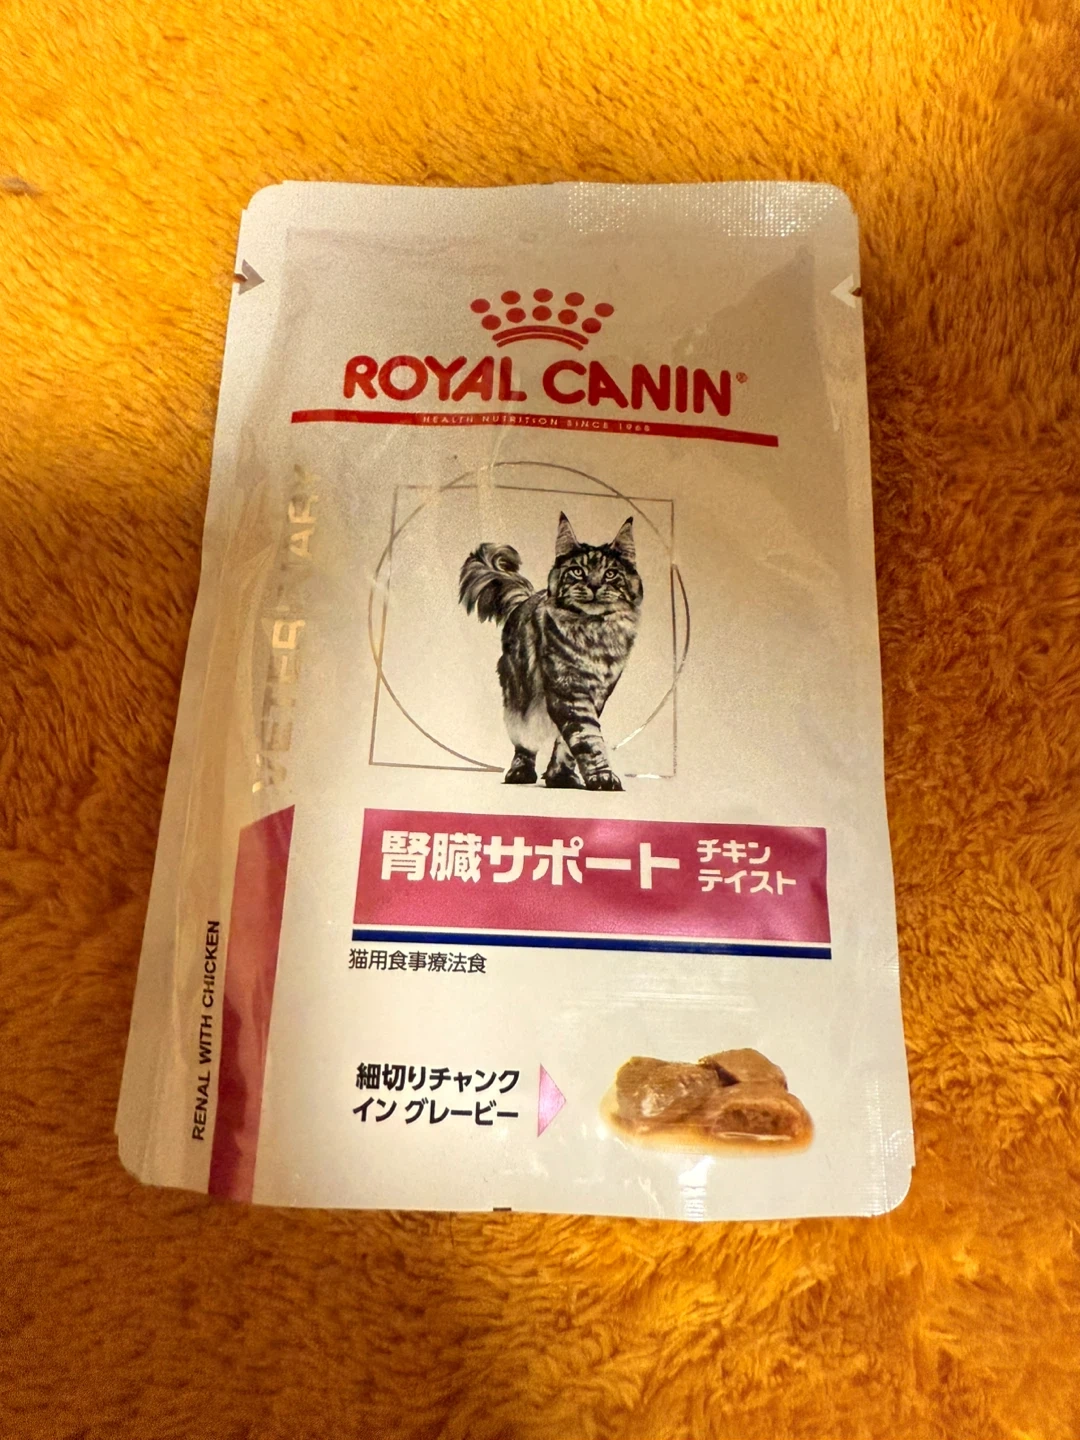 ROYAL CANIN®
HEALTH NUTRITION SINCE 1968
VETERINARY
腎臓サポート
チキン
テイスト
猫用食事療法食
RENAL WITH CHICKEN
細切りチャンク
イン グレービー